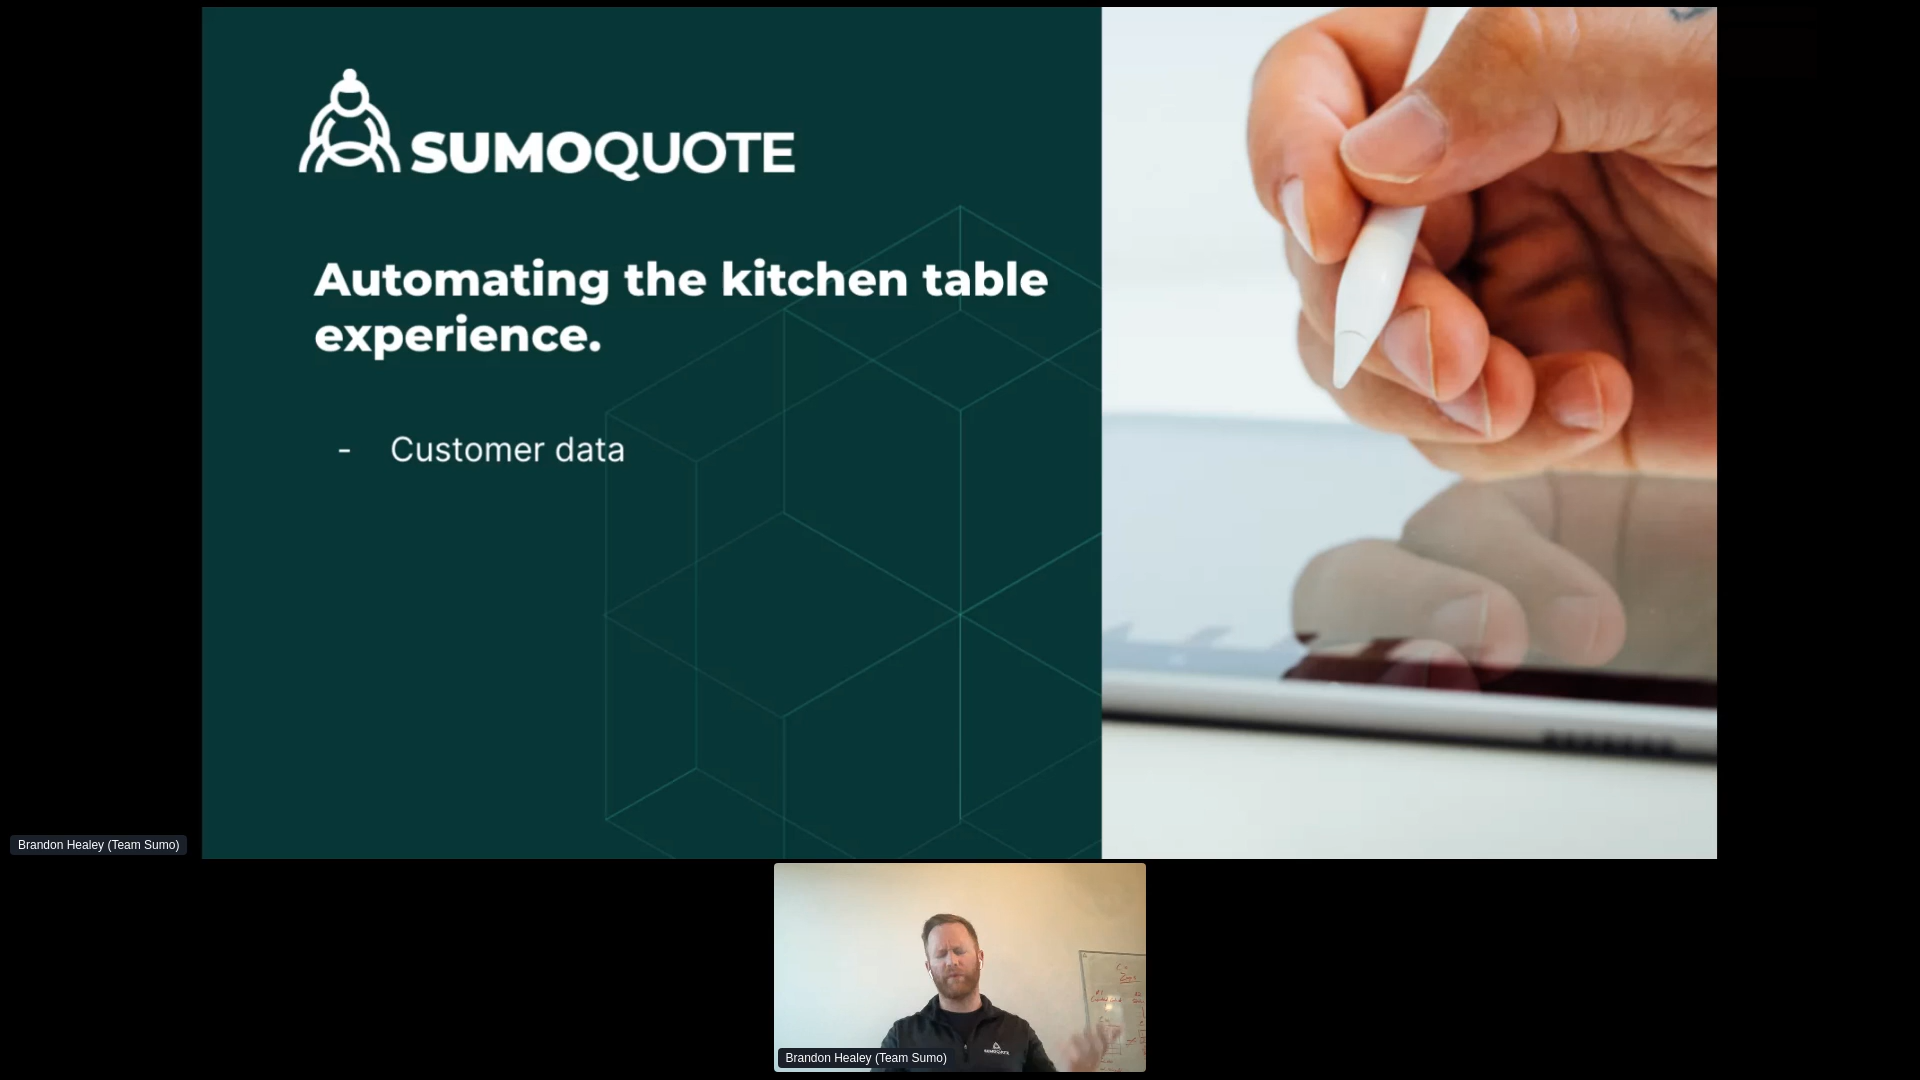 SUMOQUOTE
Automating the kitchen table
experience.
- Customer data
Brandon Healey (Team Sumo)
Brandon Healey (Team Sumo)